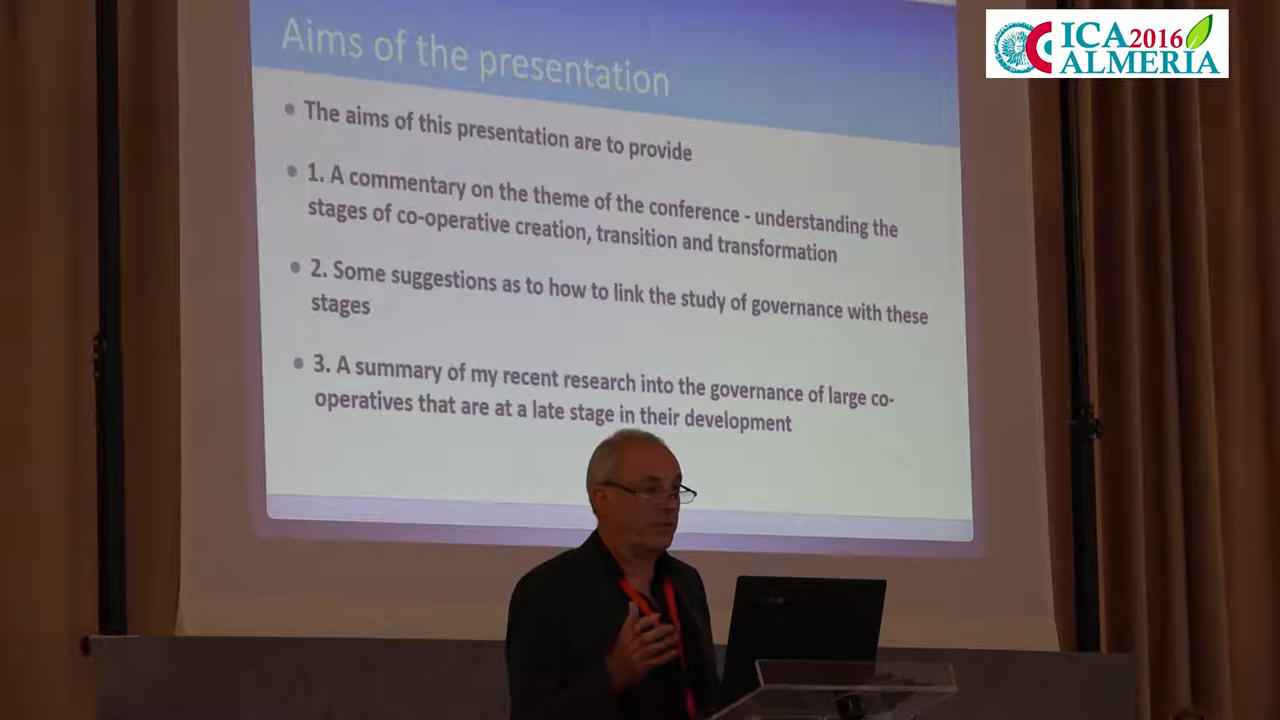 Aims of the presentation
The aims of this presentation are to provide
1. A commentary on the theme of the conference - understanding the
stages of co-operative creation, transition and transformation
2. Some suggestions as to how to link the study of governance with these
stages
3. A summary of my recent research into the governance of large co-
operatives that are at a late stage in their development
ICA2016
ALMERIA